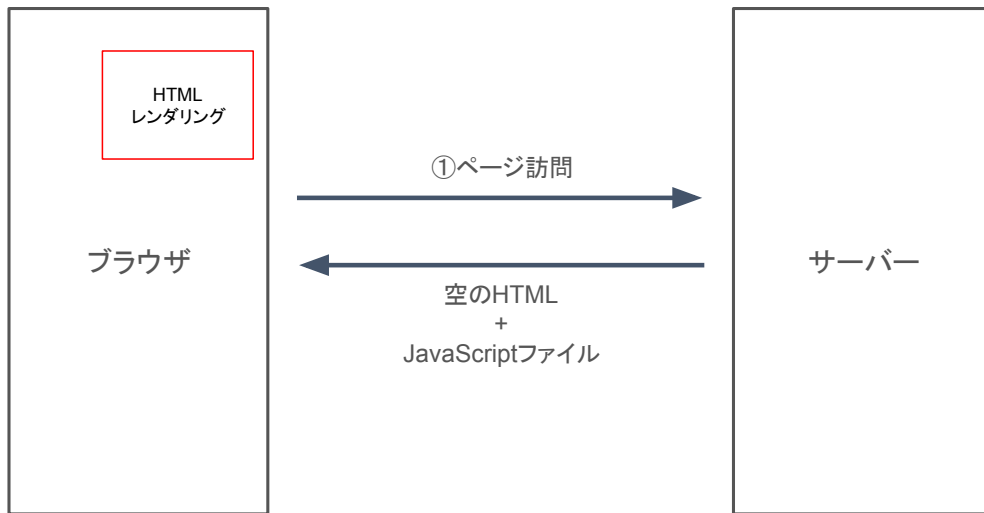 HTML
レンダリング
①ページ訪問
ブラウザ
サーバー
空のHTML
+
JavaScriptファイル